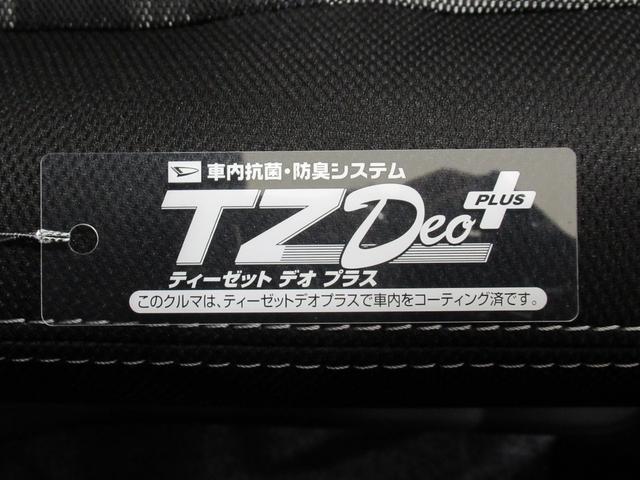 車内抗菌・防臭システム
TZ Deo PLUS
ティーゼット デオ プラス
このクルマは、ティーゼットデオプラスで車内をコーティング済です。